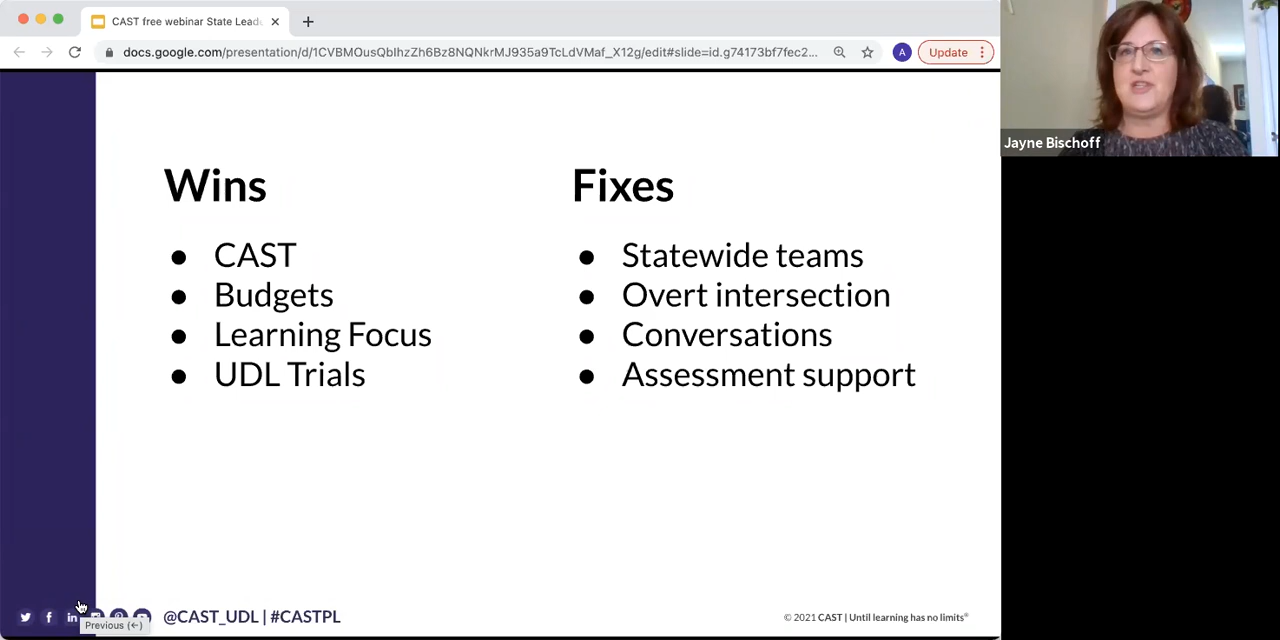 CAST free webinar State Lead
docs.google.com/presentation/d/1CVBMOusQbIhzZh6Bz8NQNkrMJ935a9TcLdVMaf_X12g/edit#slide=id.g74173bf7fec2...
A
Update
Jayne Bischoff
Wins
CAST
Budgets
Learning Focus
UDL Trials
Fixes
Statewide teams
Overt intersection
Conversations
Assessment support
@CAST_UDL | #CASTPL
Previous (←)
© 2021 CAST | Until learning has no limits®